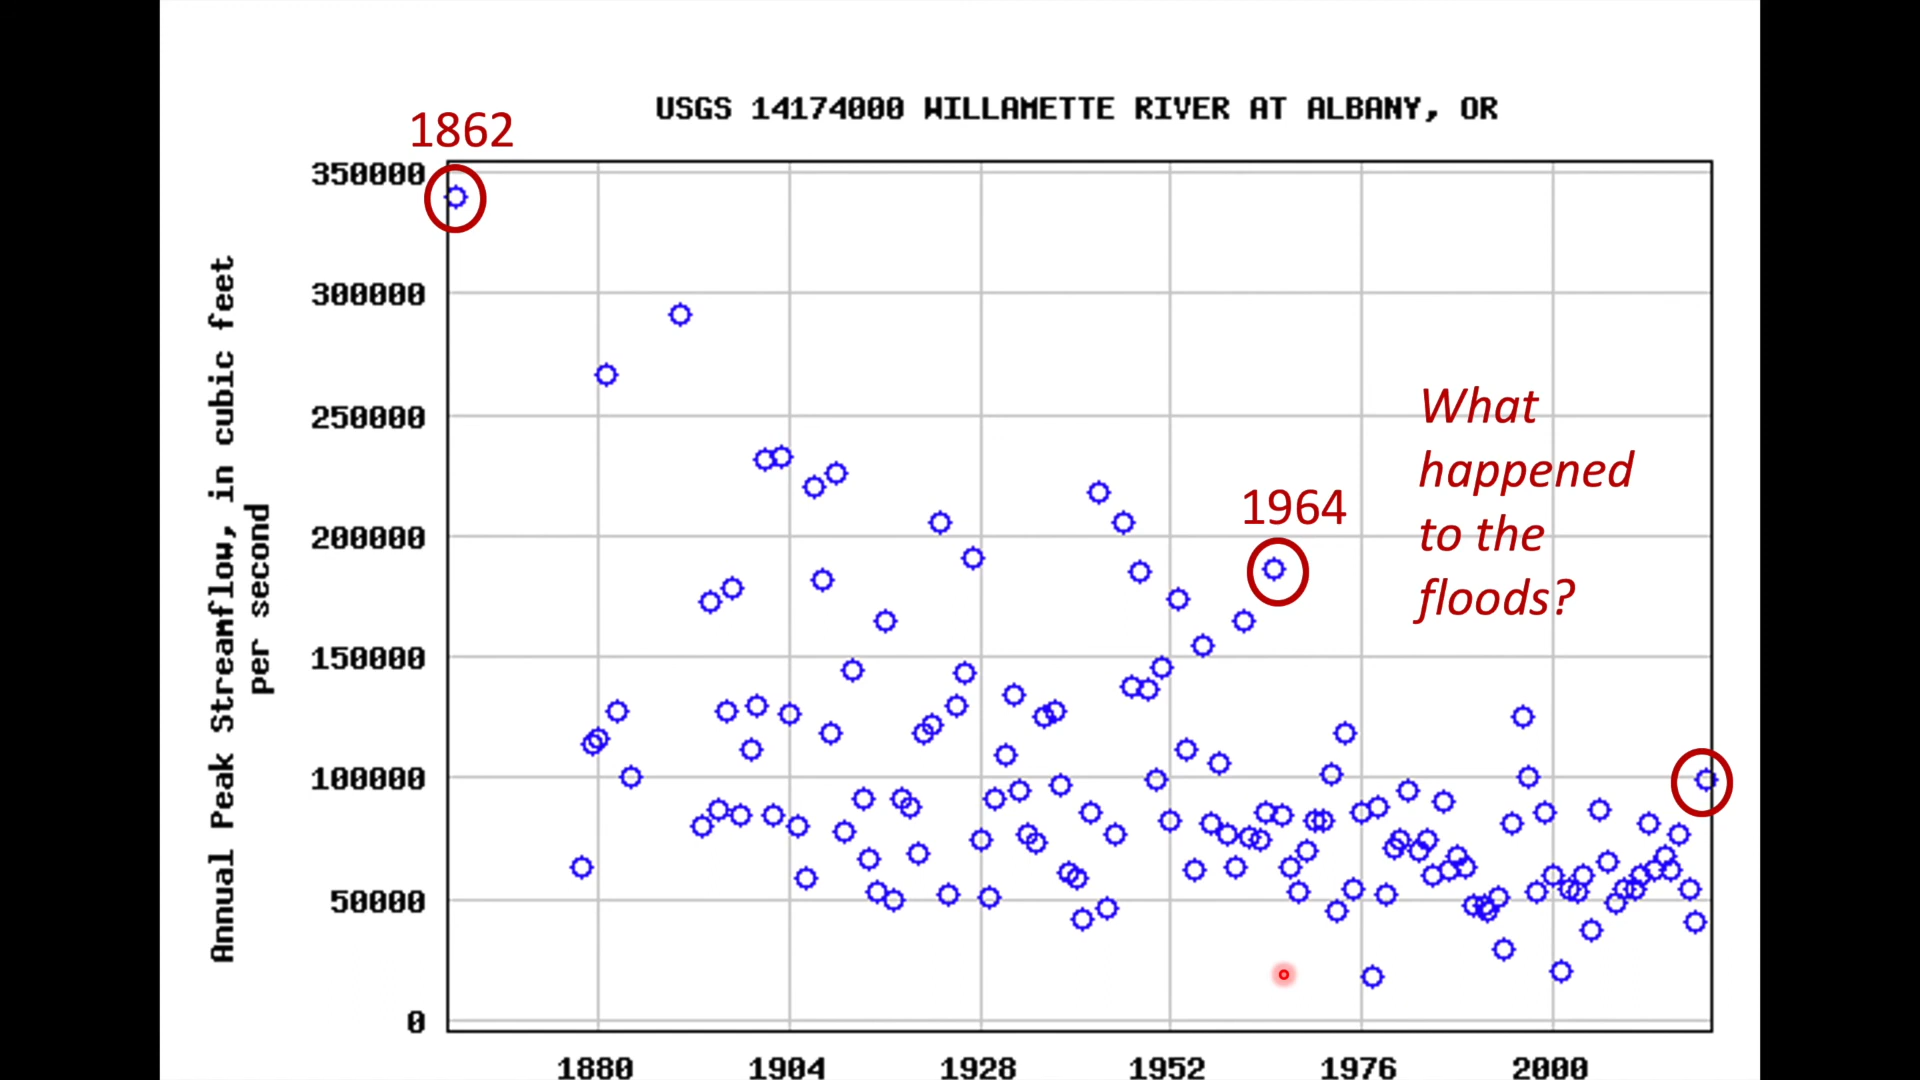 USGS 14174000 WILLAMETTE RIVER AT ALBANY, OR
1862
350000
300000
250000
200000
150000
100000
50000
0
Annual Peak Streamflow, in cubic feet
per second
1964
What
happened
to the
floods?
1880
1904
1928
1952
1976
2000